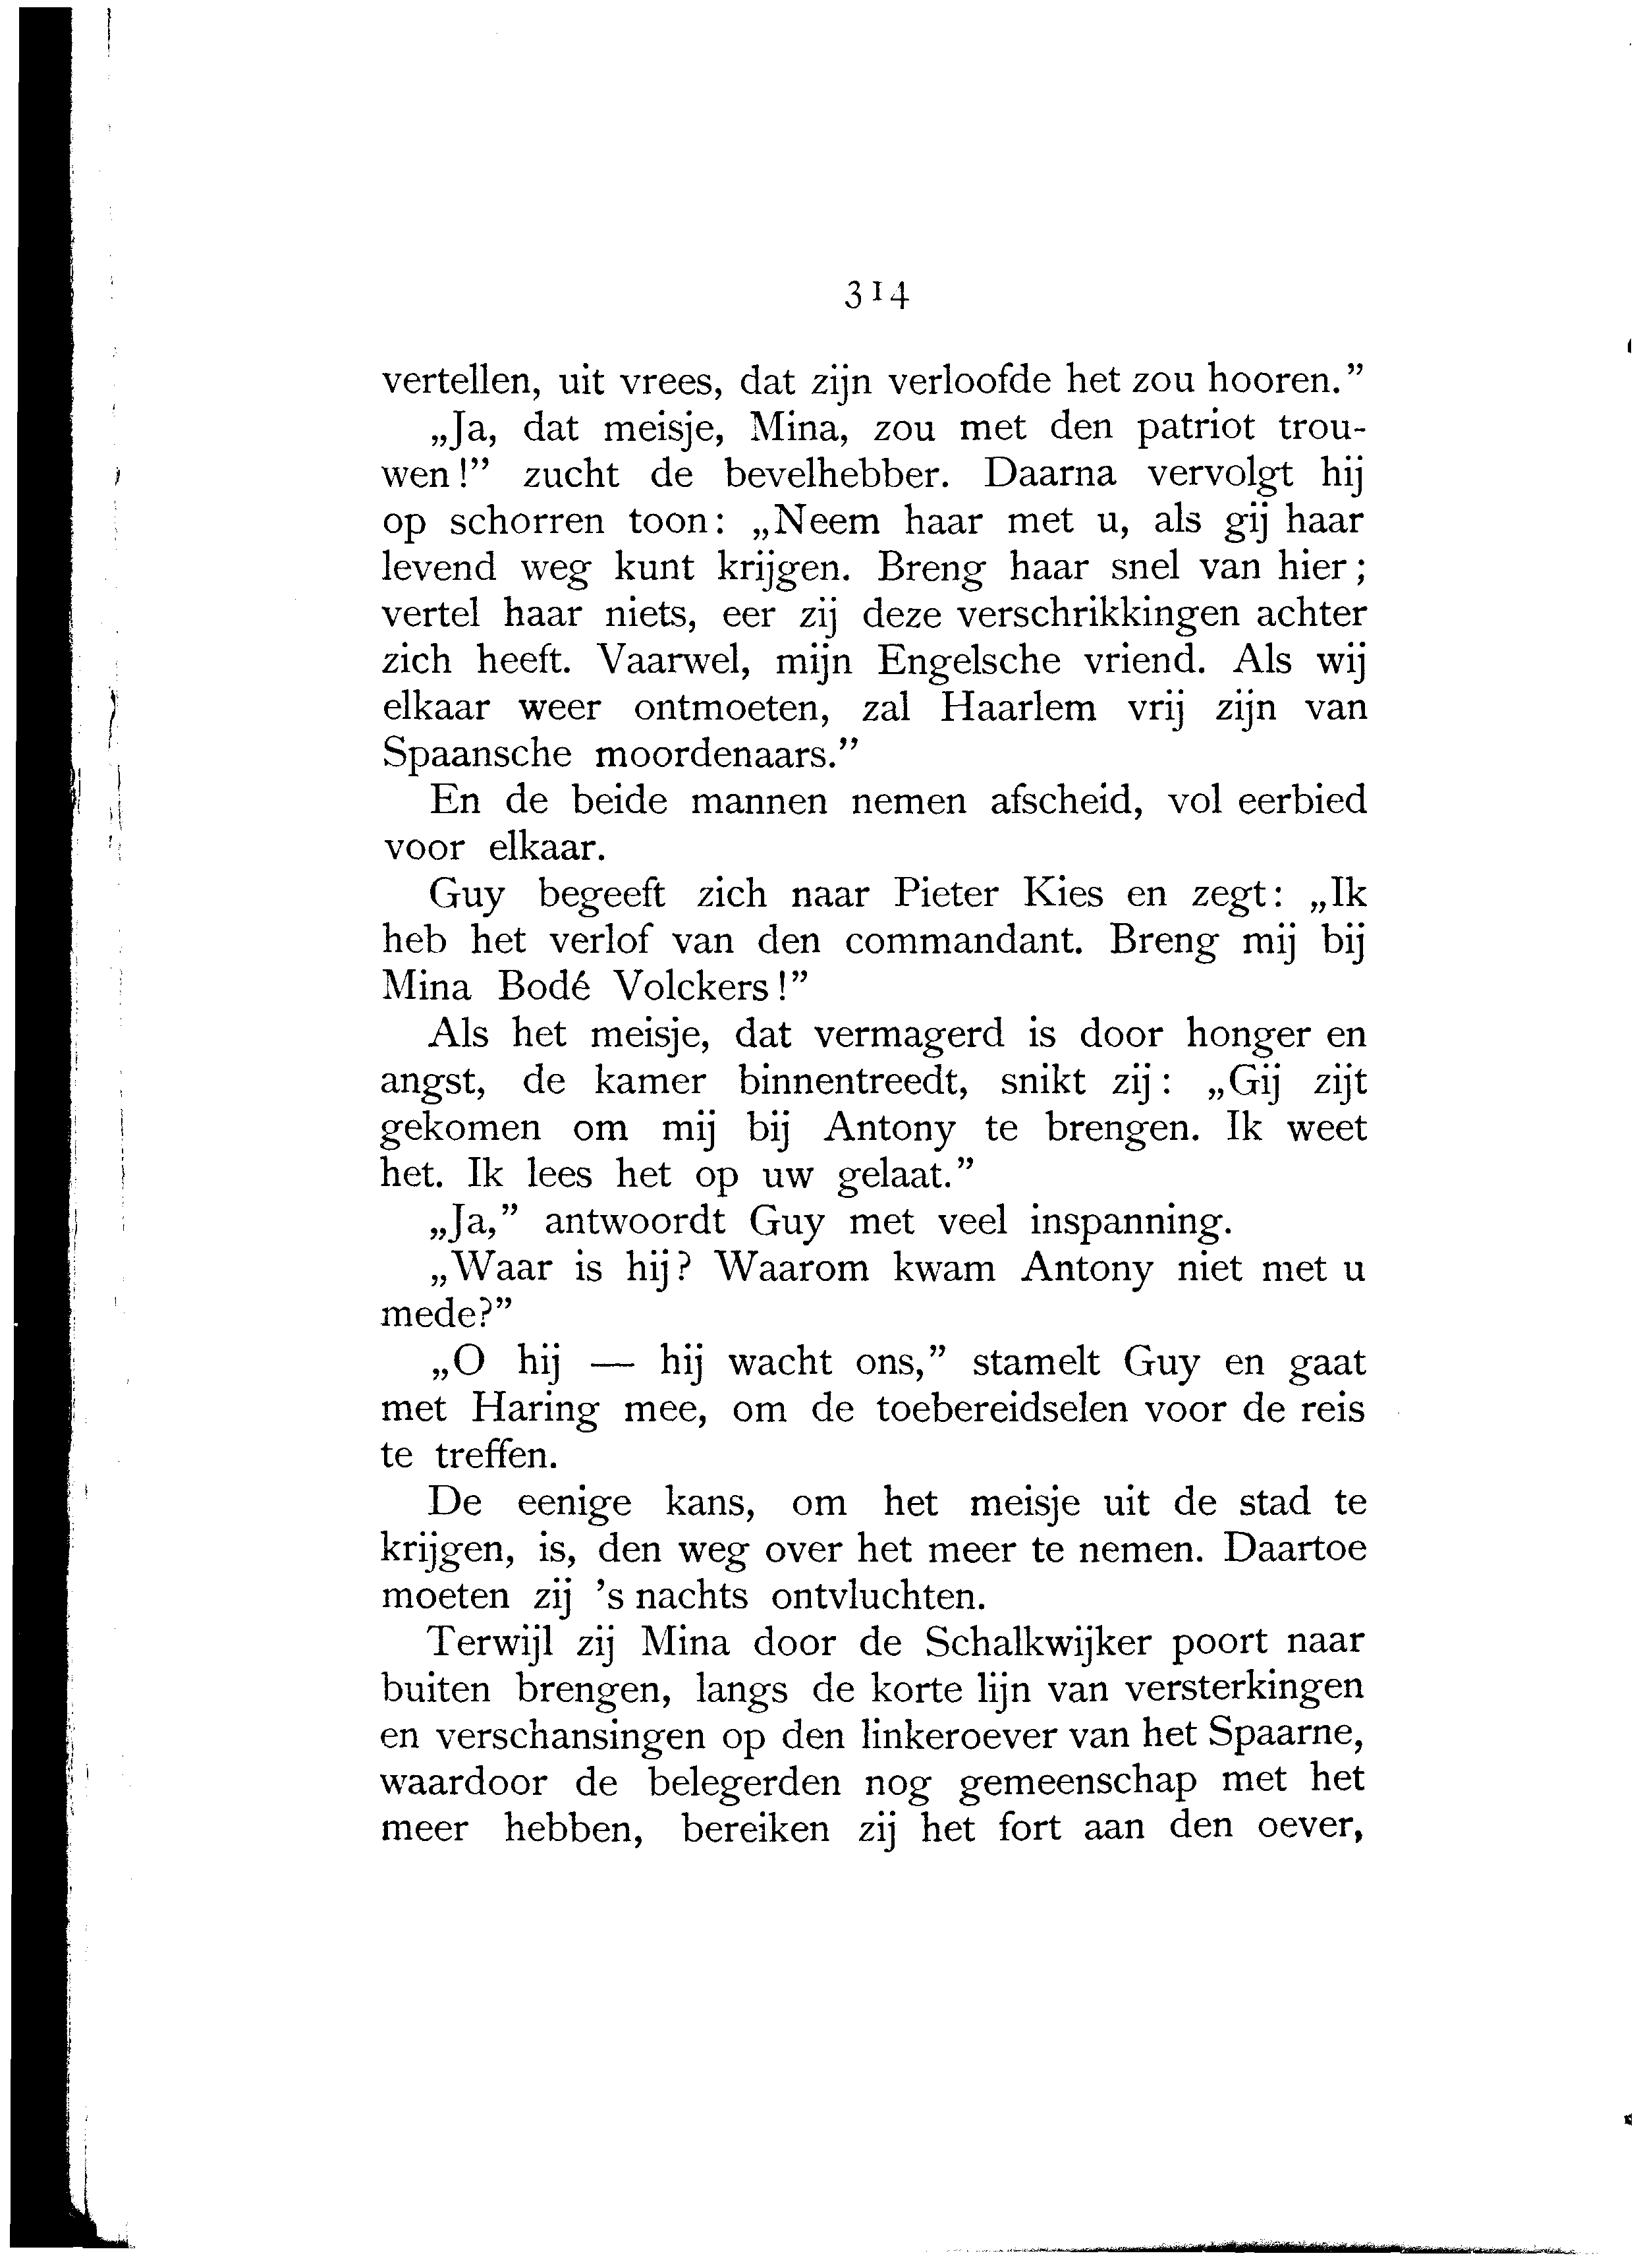 314
vertellen, uit vrees, dat zijn verloofde het zou hooren.”
„Ja, dat meisje, Mina, zou met den patriot trou-
wen!” zucht de bevelhebber. Daarna vervolgt hij
op schorren toon: „Neem haar met u, als gij haar
levend weg kunt krijgen. Breng haar snel van hier;
vertel haar niets, eer zij deze verschrikkingen achter
zich heeft. Vaarwel, mijn Engelsche vriend. Als wij
elkaar weer ontmoeten, zal Haarlem vrij zijn van
Spaansche moordenaars.”
En de beide mannen nemen afscheid, vol eerbied
voor elkaar.
Guy begeeft zich naar Pieter Kies en zegt: „Ik
heb het verlof van den commandant. Breng mij bij
Mina Bodé Volckers!”
Als het meisje, dat vermagerd is door honger en
angst, de kamer binnentreedt, snikt zij: „Gij zijt
gekomen om mij bij Antony te brengen. Ik weet
het. Ik lees het op uw gelaat.”
„Ja,” antwoordt Guy met veel inspanning.
„Waar is hij? Waarom kwam Antony niet met u
mede?”
„O hij — hij wacht ons,” stamelt Guy en gaat
met Haring mee, om de toebereidselen voor de reis
te treffen.
De eenige kans, om het meisje uit de stad te
krijgen, is, den weg over het meer te nemen. Daartoe
moeten zij 's nachts ontvluchten.
Terwijl zij Mina door de Schalkwijker poort naar
buiten brengen, langs de korte lijn van versterkingen
en verschansingen op den linkeroever van het Spaarne,
waardoor de belegerden nog gemeenschap met het
meer hebben, bereiken zij het fort aan den oever,